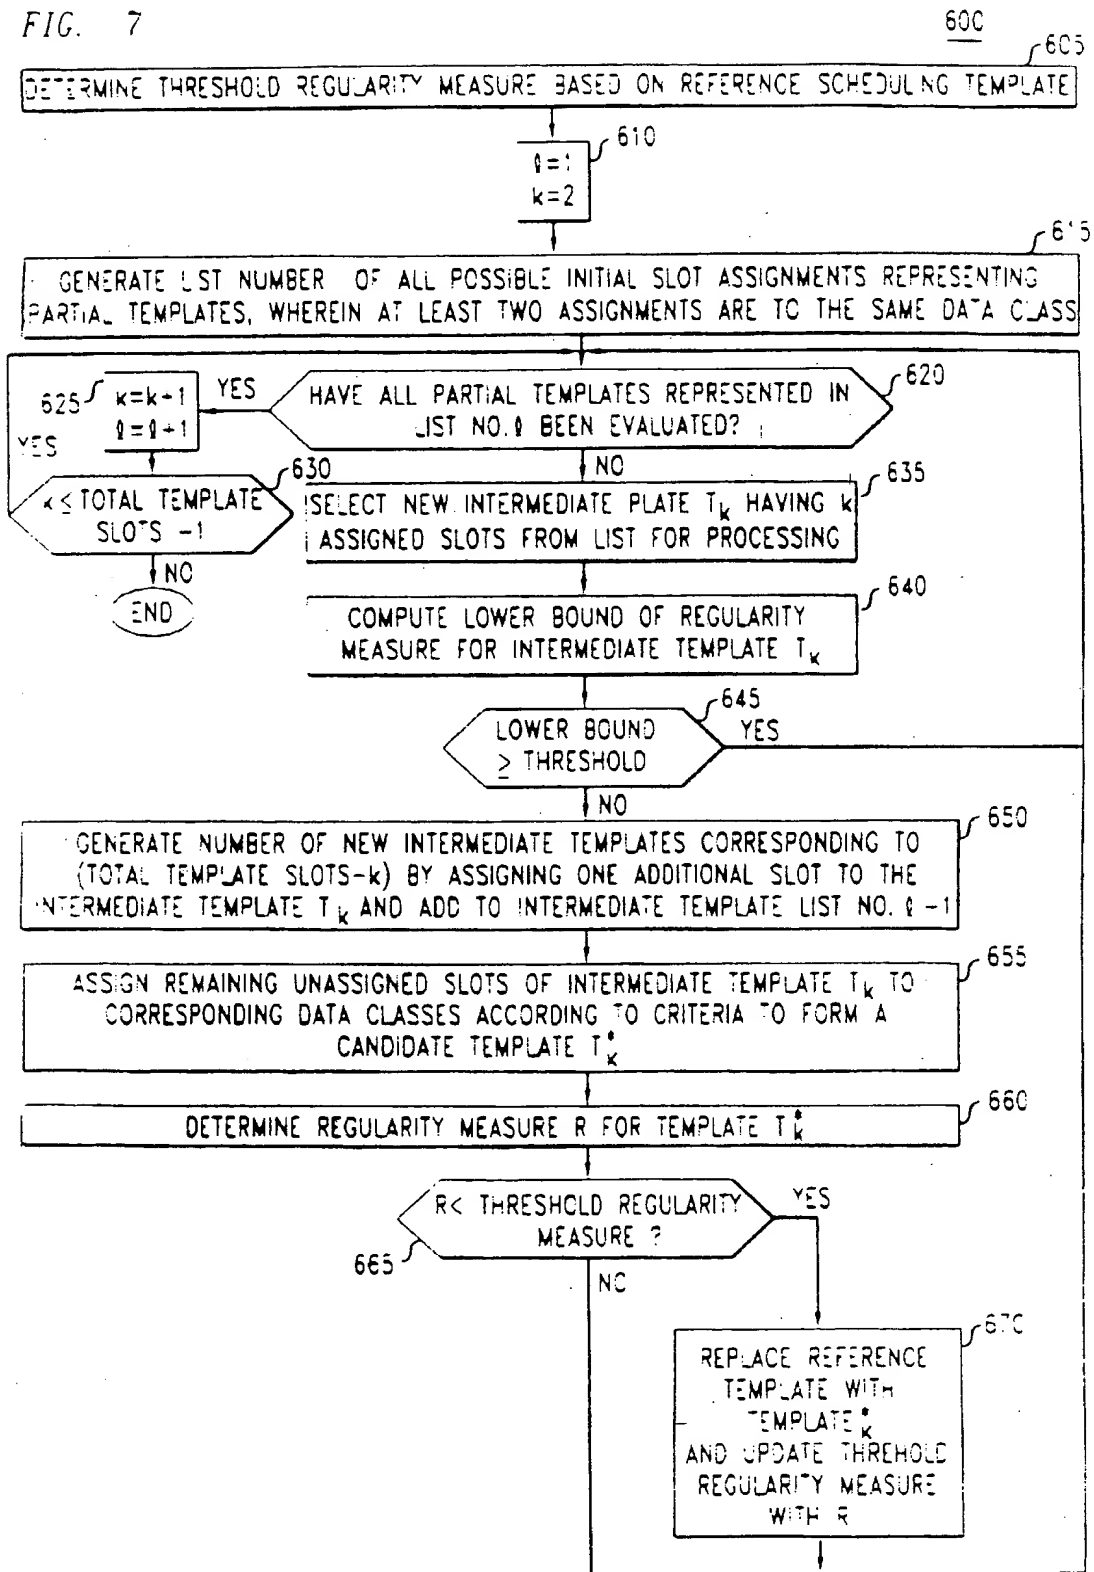 FIG. 7
600
605
DETERMINE THRESHOLD REGULARITY MEASURE BASED ON REFERENCE SCHEDULING TEMPLATE
610
ℓ=1
k=2
615
GENERATE LIST NUMBER OF ALL POSSIBLE INITIAL SLOT ASSIGNMENTS REPRESENTING
PARTIAL TEMPLATES, WHEREIN AT LEAST TWO ASSIGNMENTS ARE TO THE SAME DATA CLASS
620
HAVE ALL PARTIAL TEMPLATES REPRESENTED IN
LIST NO. ℓ BEEN EVALUATED?
YES
625
k=k+1
ℓ=ℓ+1
YES
630
k ≤ TOTAL TEMPLATE
SLOTS -1
NO
END
NO
635
SELECT NEW INTERMEDIATE PLATE Tk HAVING k
ASSIGNED SLOTS FROM LIST FOR PROCESSING
640
COMPUTE LOWER BOUND OF REGULARITY
MEASURE FOR INTERMEDIATE TEMPLATE Tk
645
LOWER BOUND
≥ THRESHOLD
YES
NO
650
GENERATE NUMBER OF NEW INTERMEDIATE TEMPLATES CORRESPONDING TO
(TOTAL TEMPLATE SLOTS-k) BY ASSIGNING ONE ADDITIONAL SLOT TO THE
INTERMEDIATE TEMPLATE Tk AND ADD TO INTERMEDIATE TEMPLATE LIST NO. ℓ -1
655
ASSIGN REMAINING UNASSIGNED SLOTS OF INTERMEDIATE TEMPLATE Tk TO
CORRESPONDING DATA CLASSES ACCORDING TO CRITERIA TO FORM A
CANDIDATE TEMPLATE T*k
660
DETERMINE REGULARITY MEASURE R FOR TEMPLATE T*k
R< THRESHOLD REGULARITY
MEASURE ?
YES
665
NO
670
REPLACE REFERENCE
TEMPLATE WITH
TEMPLATE*k
AND UPDATE THREHOLD
REGULARITY MEASURE
WITH R